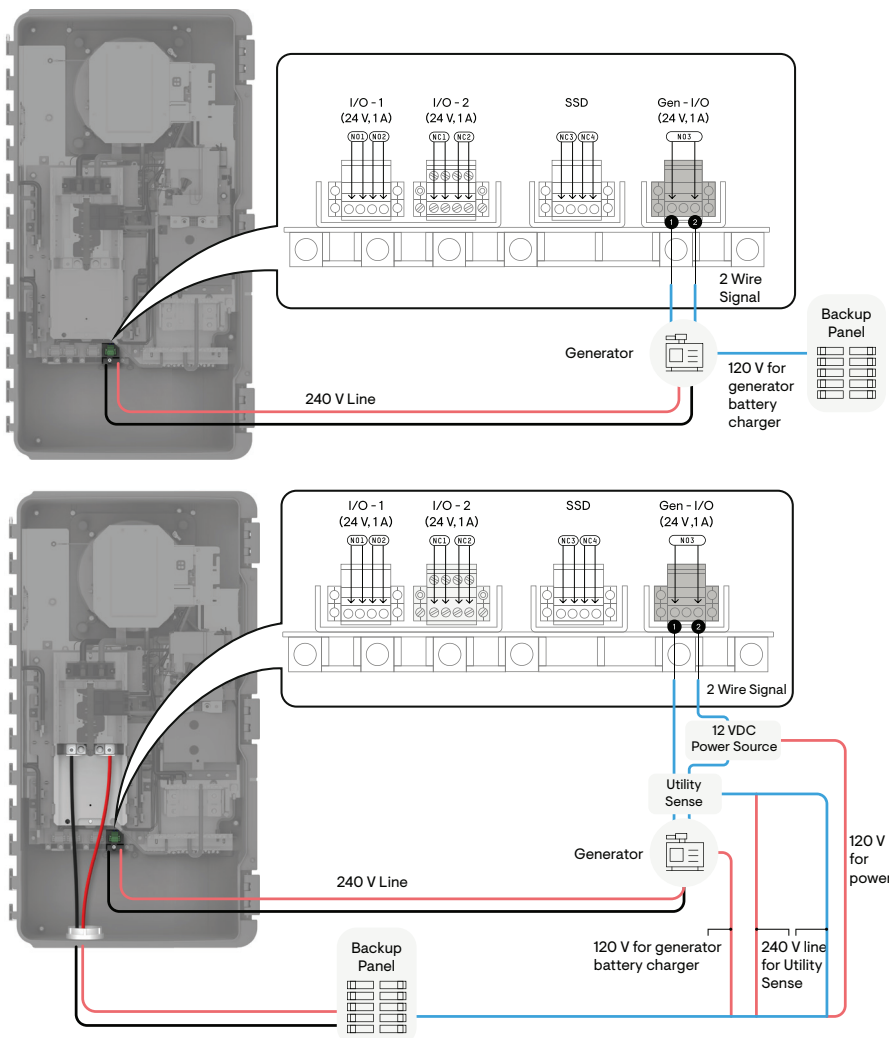 I/O - 1
(24 V, 1 A)
I/O - 2
(24 V, 1 A)
SSD
Gen - I/O
(24 V, 1 A)
NO1 NO2
NC1 NC2
NC3 NC4
NO3
1 2
2 Wire
Signal
Generator
Backup
Panel
120 V for
generator
battery
charger
240 V Line
I/O - 1
(24 V, 1 A)
I/O - 2
(24 V, 1 A)
SSD
Gen - I/O
(24 V ,1 A)
NO1 NO2
NC1 NC2
NC3 NC4
NO3
1 2
2 Wire Signal
12 VDC
Power Source
Utility
Sense
Generator
120 V
for
power
240 V Line
120 V for generator
battery charger
240 V line
for Utility
Sense
Backup
Panel